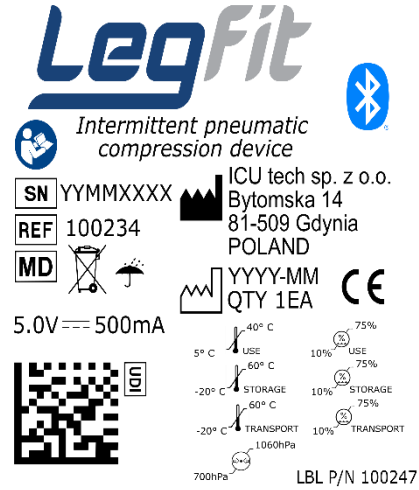 LegFit
Intermittent pneumatic
compression device
SN YYMMXXXX
REF 100234
MD
ICU tech sp. z o.o.
Bytomska 14
81-509 Gdynia
POLAND
YYYY-MM
QTY 1EA
CE
5.0V⎓500mA
UDI
40° C
5° C USE
75%
10% USE
60° C
-20° C STORAGE
75%
10% STORAGE
60° C
-20° C TRANSPORT
75%
10% TRANSPORT
1060hPa
700hPa
LBL P/N 100247